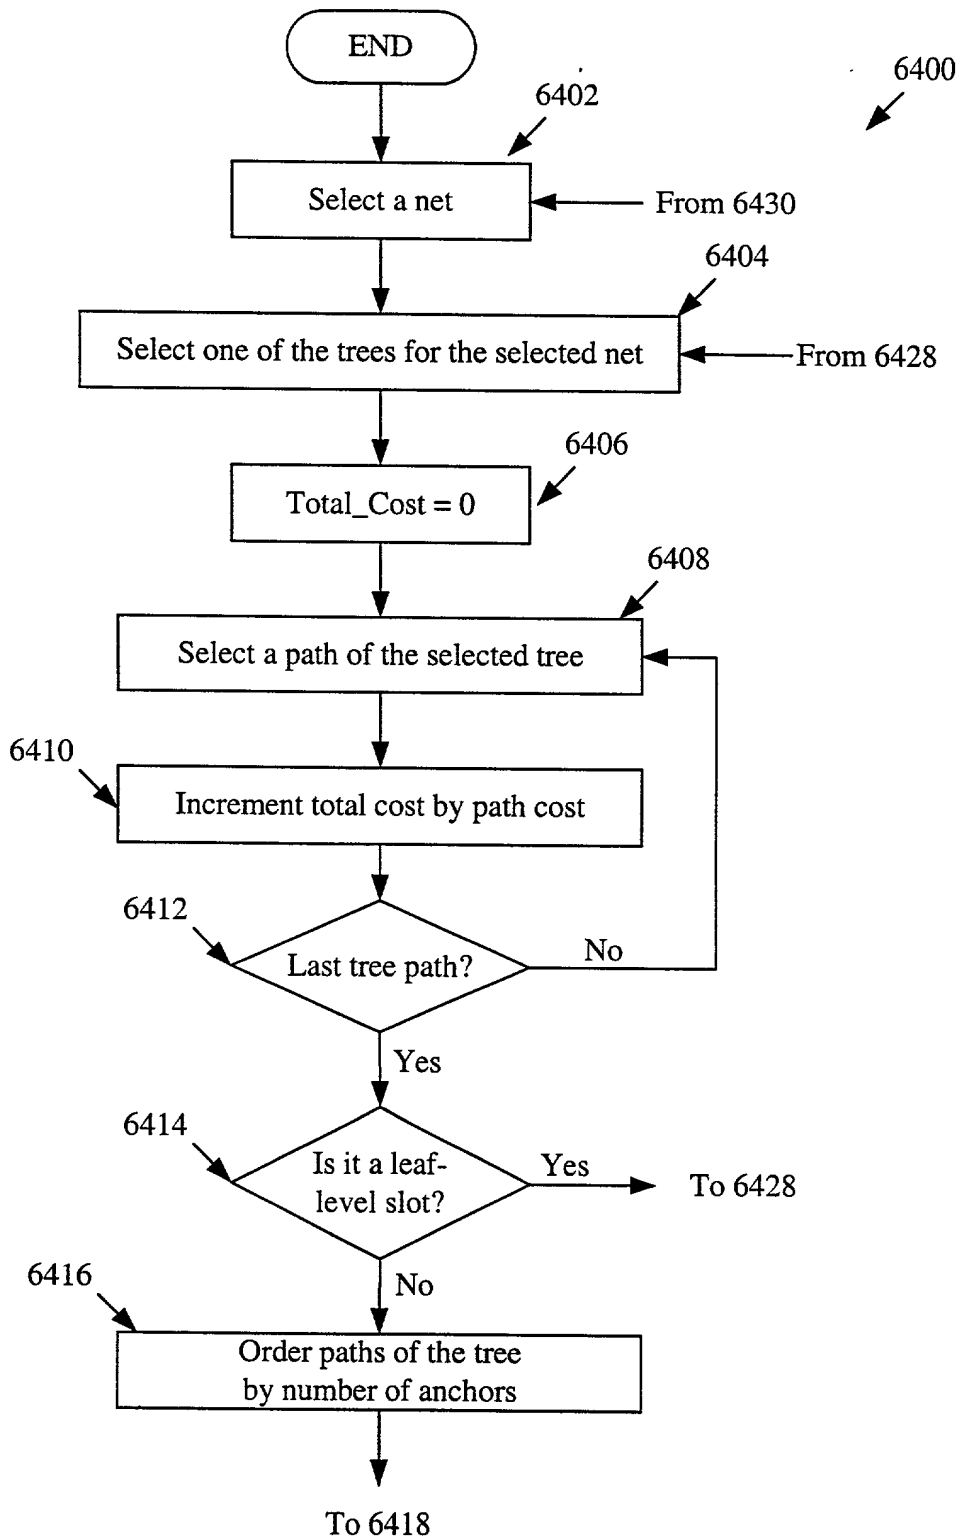 END
6400
6402
Select a net
From 6430
6404
Select one of the trees for the selected net
From 6428
6406
Total_Cost = 0
6408
Select a path of the selected tree
6410
Increment total cost by path cost
6412
Last tree path?
No
Yes
6414
Is it a leaf-
level slot?
Yes
To 6428
No
6416
Order paths of the tree
by number of anchors
To 6418